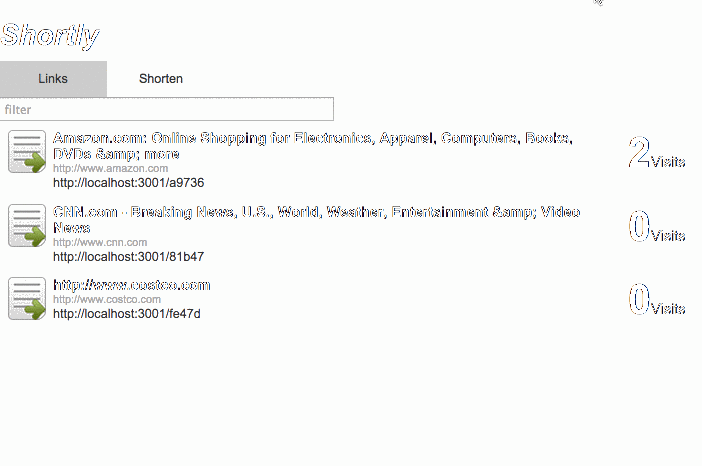 Shortly
Links
Shorten
filter
Amazon.com: Online Shopping for Electronics, Apparel, Computers, Books,
DVDs &amp; more
http://www.amazon.com
http://localhost:3001/a9736
2 Visits
CNN.com - Breaking News, U.S., World, Weather, Entertainment &amp; Video
News
http://www.cnn.com
http://localhost:3001/81b47
0 Visits
http://www.costco.com
http://www.costco.com
http://localhost:3001/fe47d
0 Visits